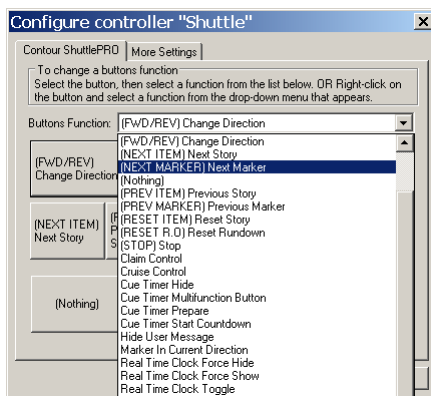 Configure controller "Shuttle"
Contour ShuttlePRO
More Settings
To change a buttons function
Select the button, then select a function from the list below. OR Right-click on
the button and select a function from the drop-down menu that appears.
Buttons Function:
(FWD/REV) Change Direction
(FWD/REV) Change Direction
(NEXT ITEM) Next Story
(NEXT MARKER) Next Marker
(Nothing)
(PREV ITEM) Previous Story
(PREV MARKER) Previous Marker
(RESET ITEM) Reset Story
(RESET R.O) Reset Rundown
(STOP) Stop
Claim Control
Cruise Control
Cue Timer Hide
Cue Timer Multifunction Button
Cue Timer Prepare
Cue Timer Start Countdown
Hide User Message
Marker In Current Direction
Real Time Clock Force Hide
Real Time Clock Force Show
Real Time Clock Toggle
(FWD/REV)
Change Direction
(NEXT ITEM)
Next Story
(Nothing)